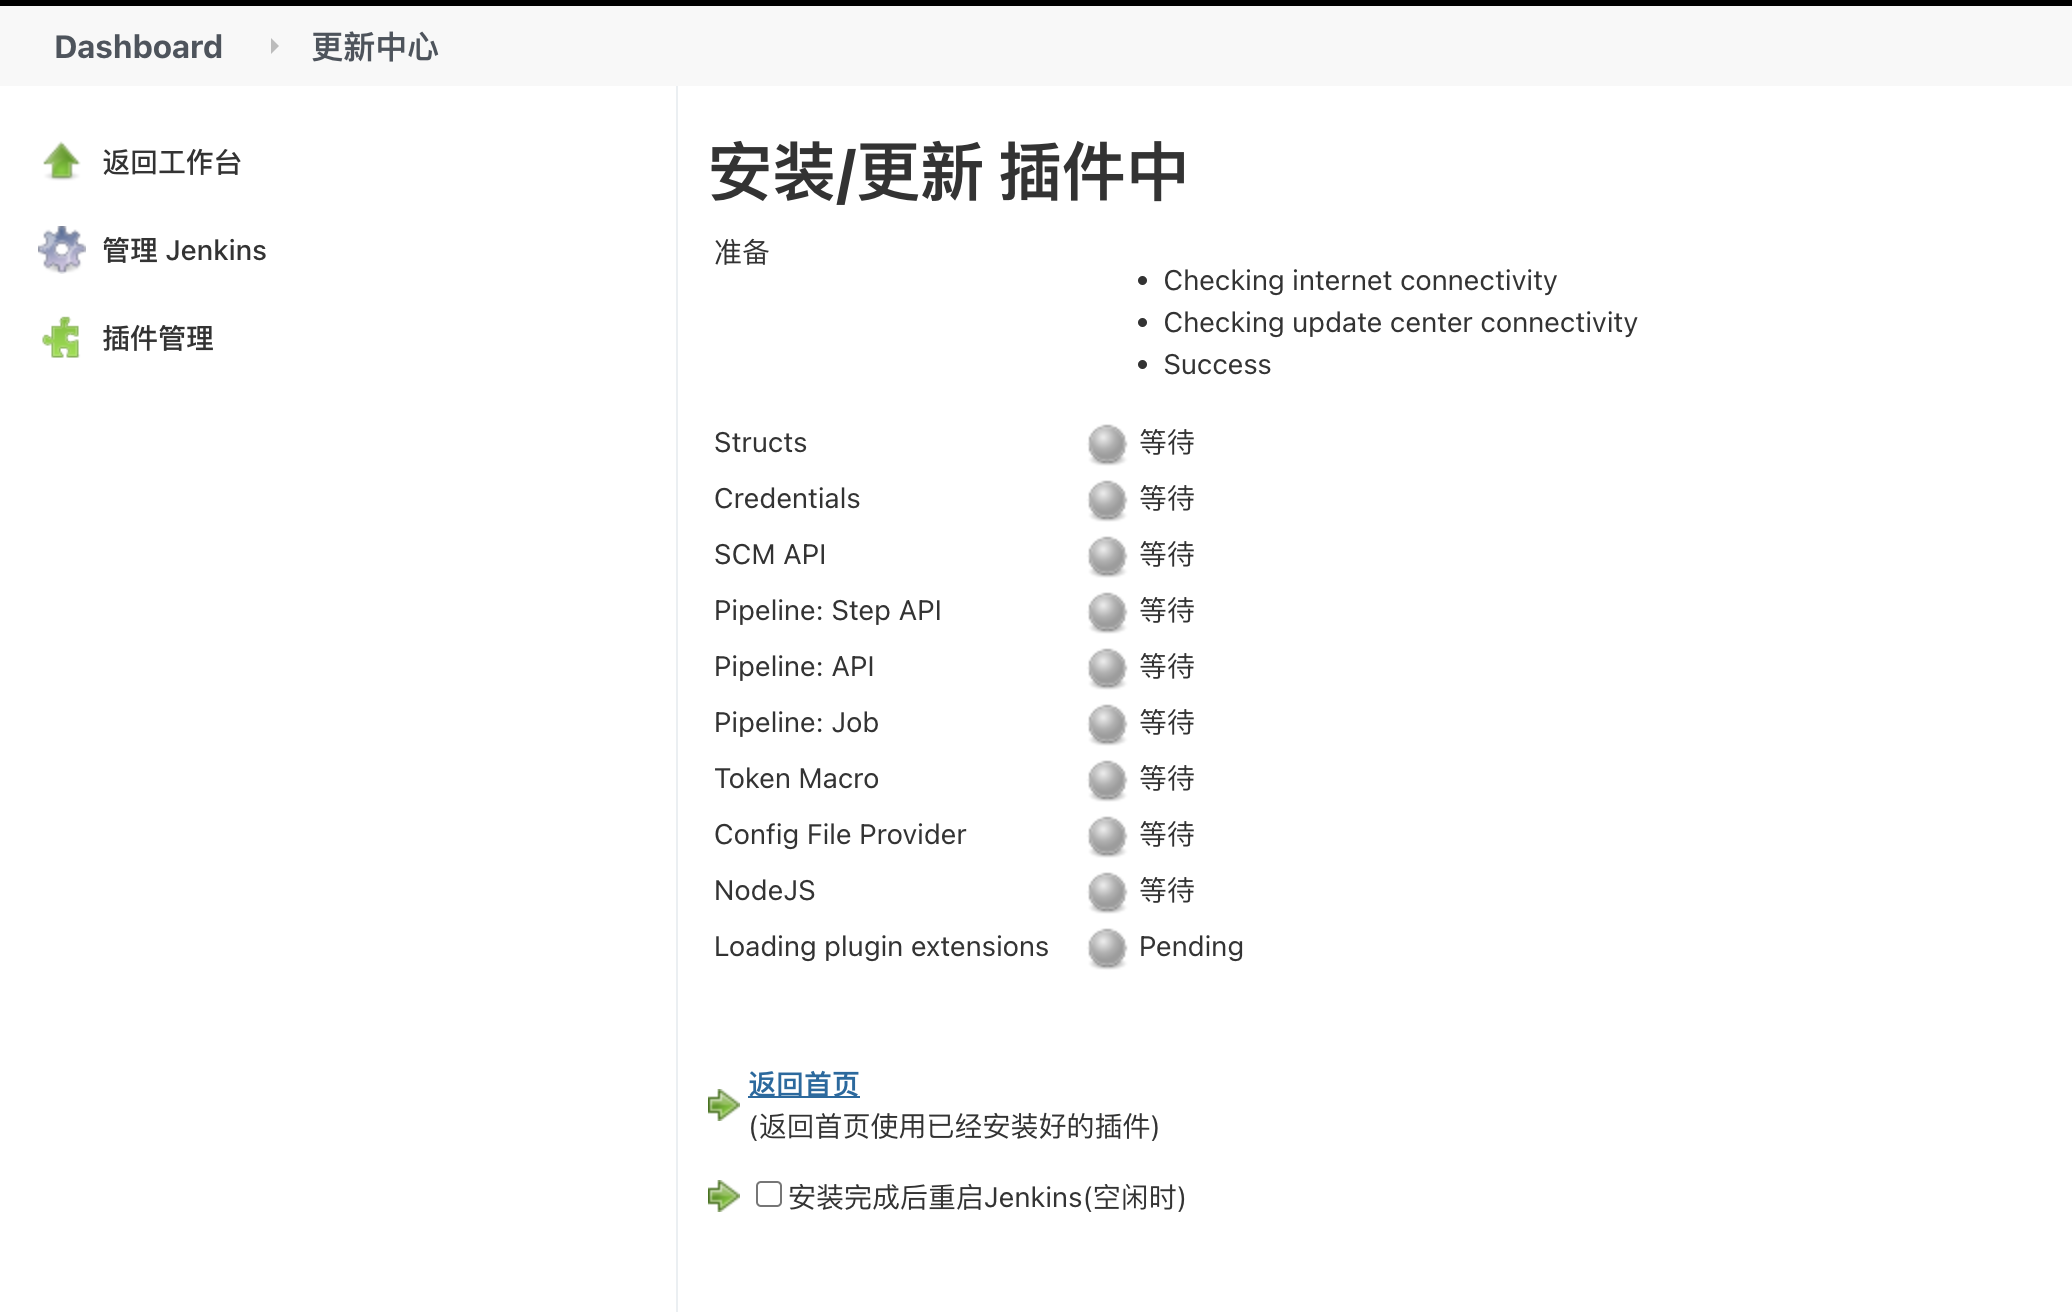 Dashboard 更新中心
返回工作台
管理 Jenkins
插件管理
安装/更新 插件中
准备
Checking internet connectivity
Checking update center connectivity
Success
Structs 等待
Credentials 等待
SCM API 等待
Pipeline: Step API 等待
Pipeline: API 等待
Pipeline: Job 等待
Token Macro 等待
Config File Provider 等待
NodeJS 等待
Loading plugin extensions Pending
返回首页
(返回首页使用已经安装好的插件)
安装完成后重启Jenkins(空闲时)